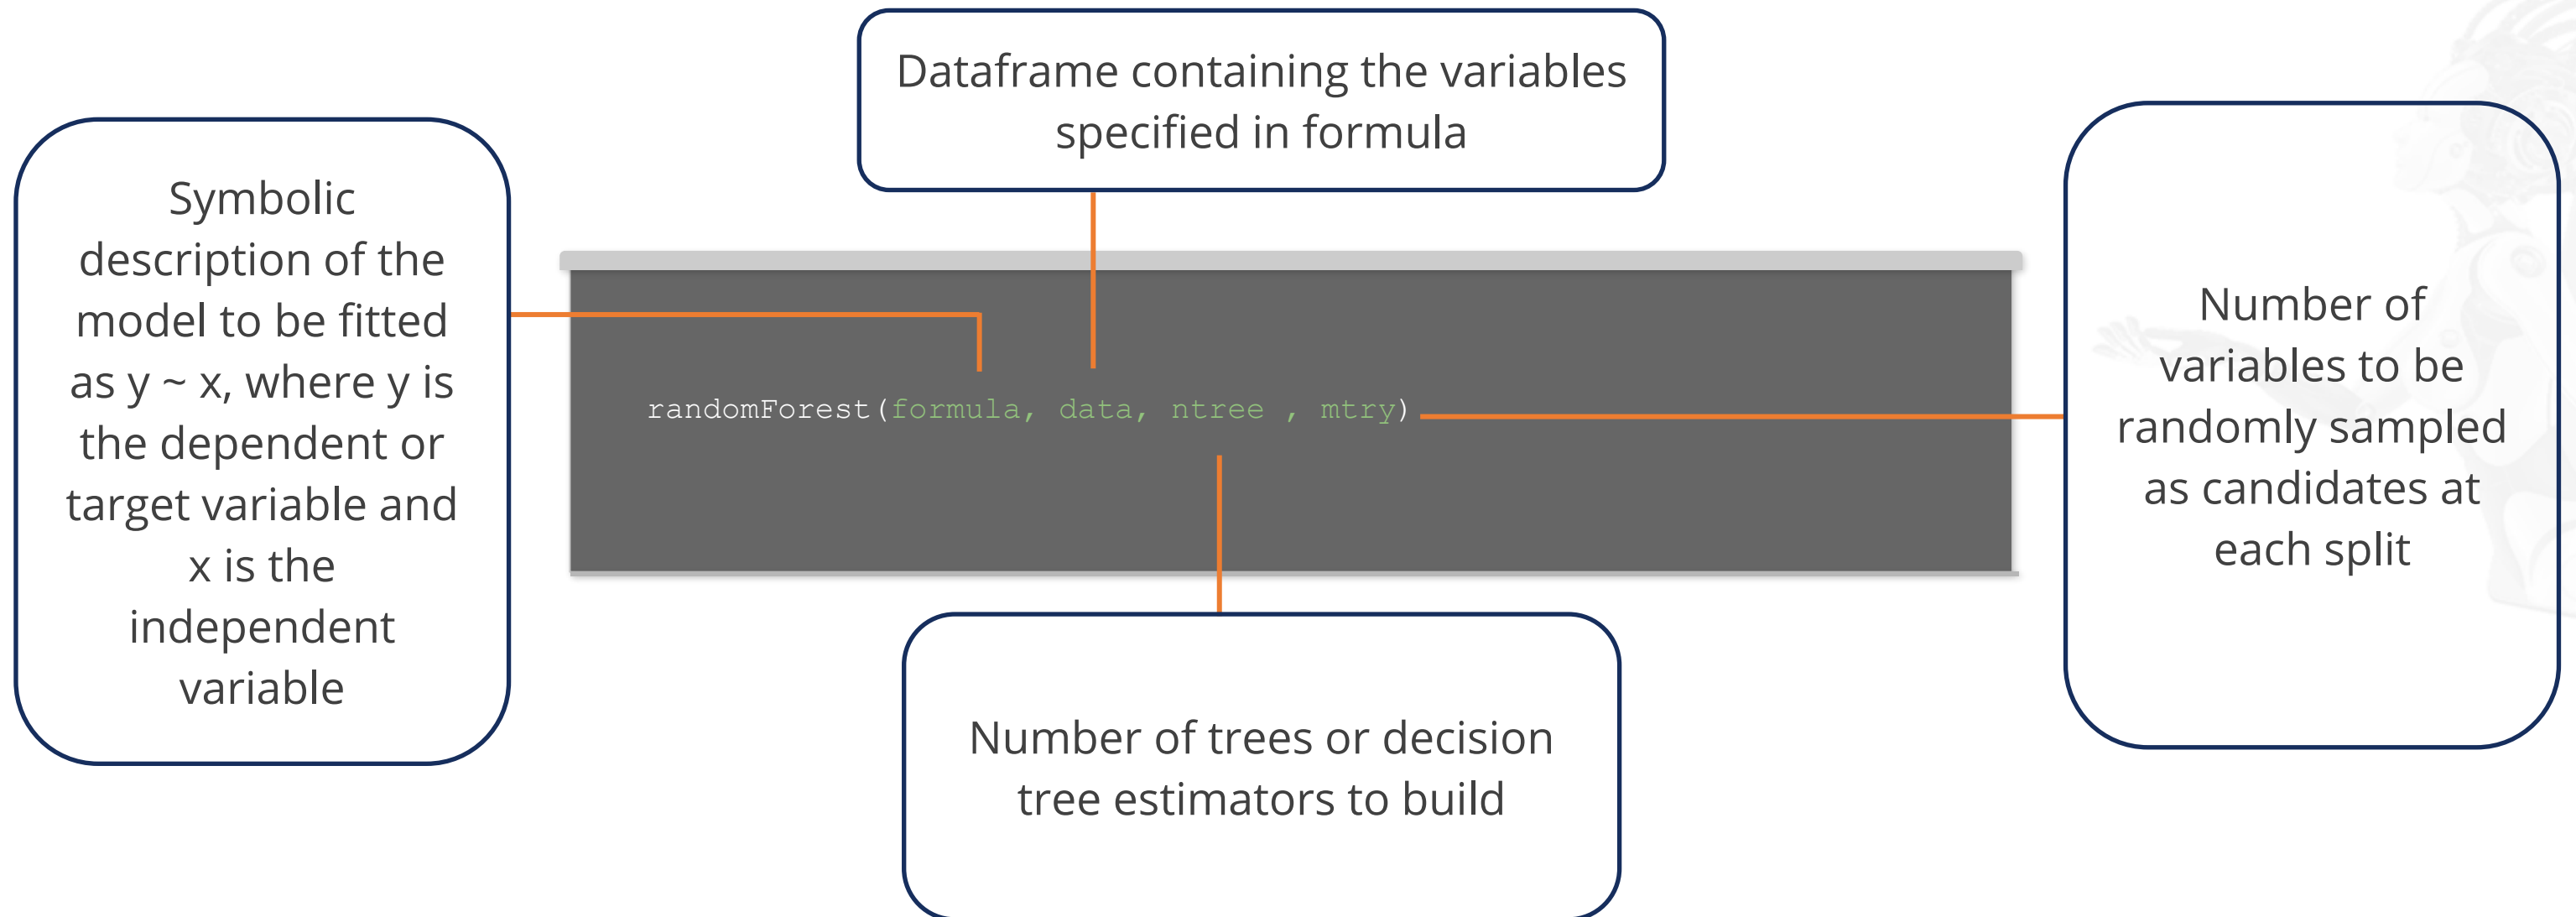 Dataframe containing the variables
specified in formula
Symbolic
description of the
model to be fitted
as y ~ x, where y is
the dependent or
target variable and
x is the
independent
variable
randomForest(formula, data, ntree , mtry)
Number of
variables to be
randomly sampled
as candidates at
each split
Number of trees or decision
tree estimators to build